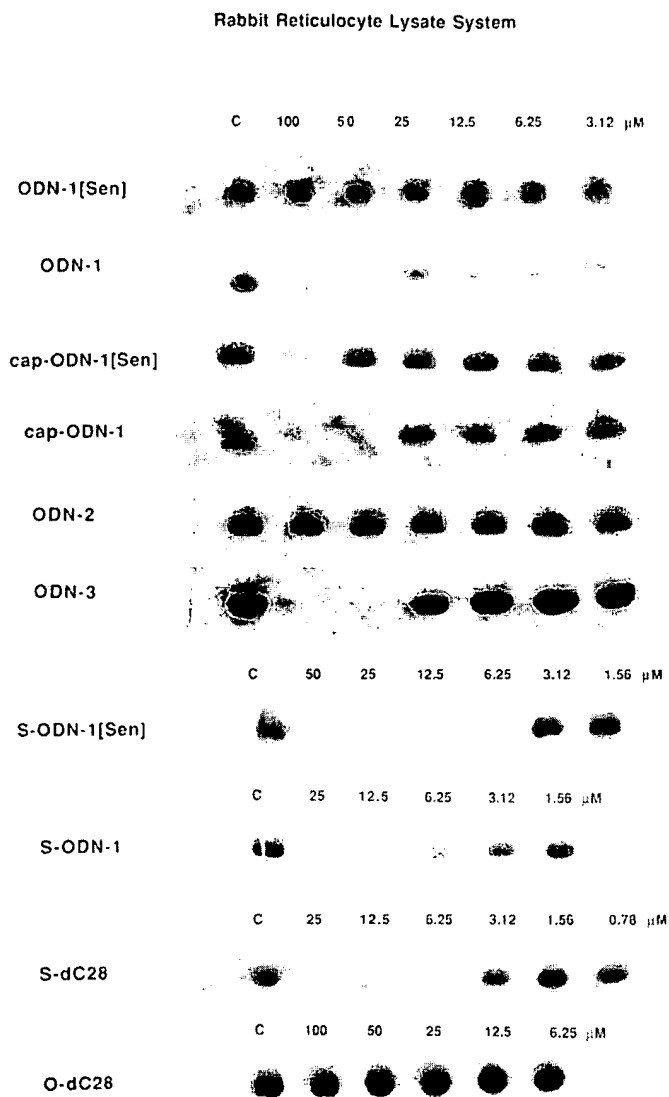 Rabbit Reticulocyte Lysate System
C 100 50 25 12.5 6.25 3.12 µM
ODN-1[Sen]
ODN-1
cap-ODN-1[Sen]
cap-ODN-1
ODN-2
ODN-3
C 50 25 12.5 6.25 3.12 1.56 µM
S-ODN-1[Sen]
C 25 12.5 6.25 3.12 1.56 µM
S-ODN-1
C 25 12.5 6.25 3.12 1.56 0.78 µM
S-dC28
C 100 50 25 12.5 6.25 µM
O-dC28